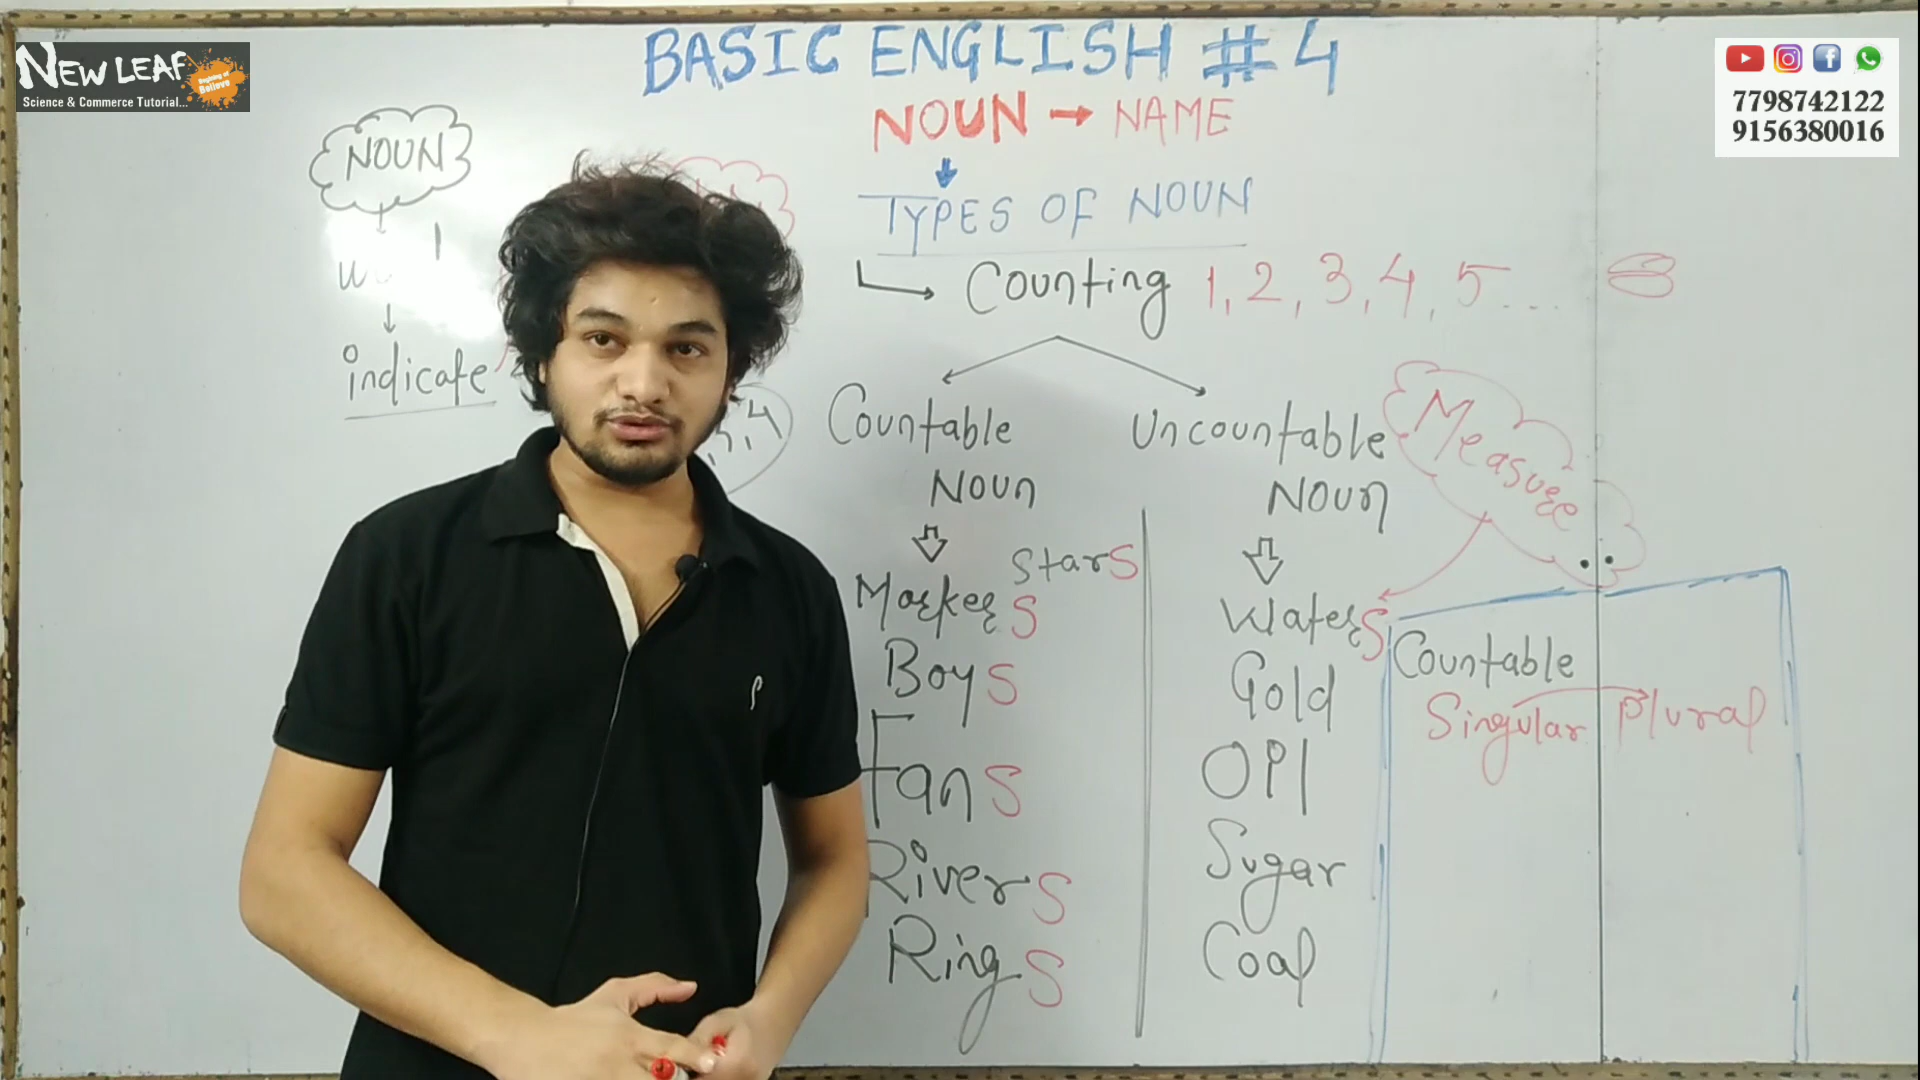 NEW LEAF
Science & Commerce Tutorial...
7798742122
9156380016
BASIC ENGLISH # 4
NOUN → NAME
TYPES OF NOUN
Counting 1, 2, 3, 4, 5 ... 8
NOUN
indicate
Countable
Noun
Stars
Markers
Boys
Fans
Rivers
Rings
Uncountable
Noun
Measure
Waters
Gold
Oil
Sugar
Coal
Countable
Singular Plural